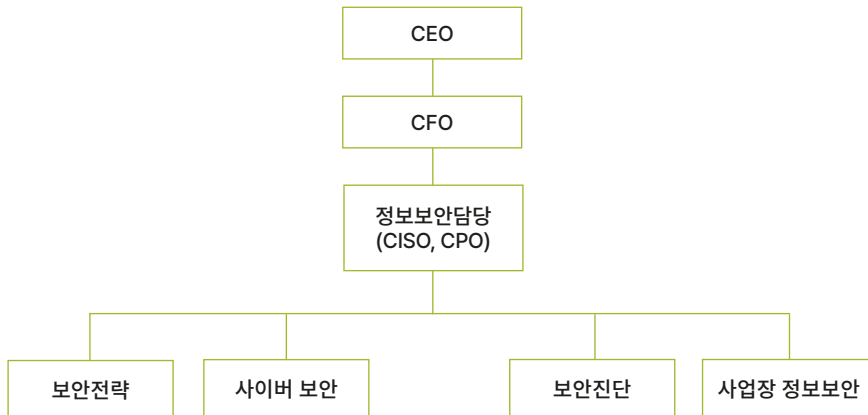 CEO
CFO
정보보안담당
(CISO, CPO)
보안전략
사이버 보안
보안진단
사업장 정보보안